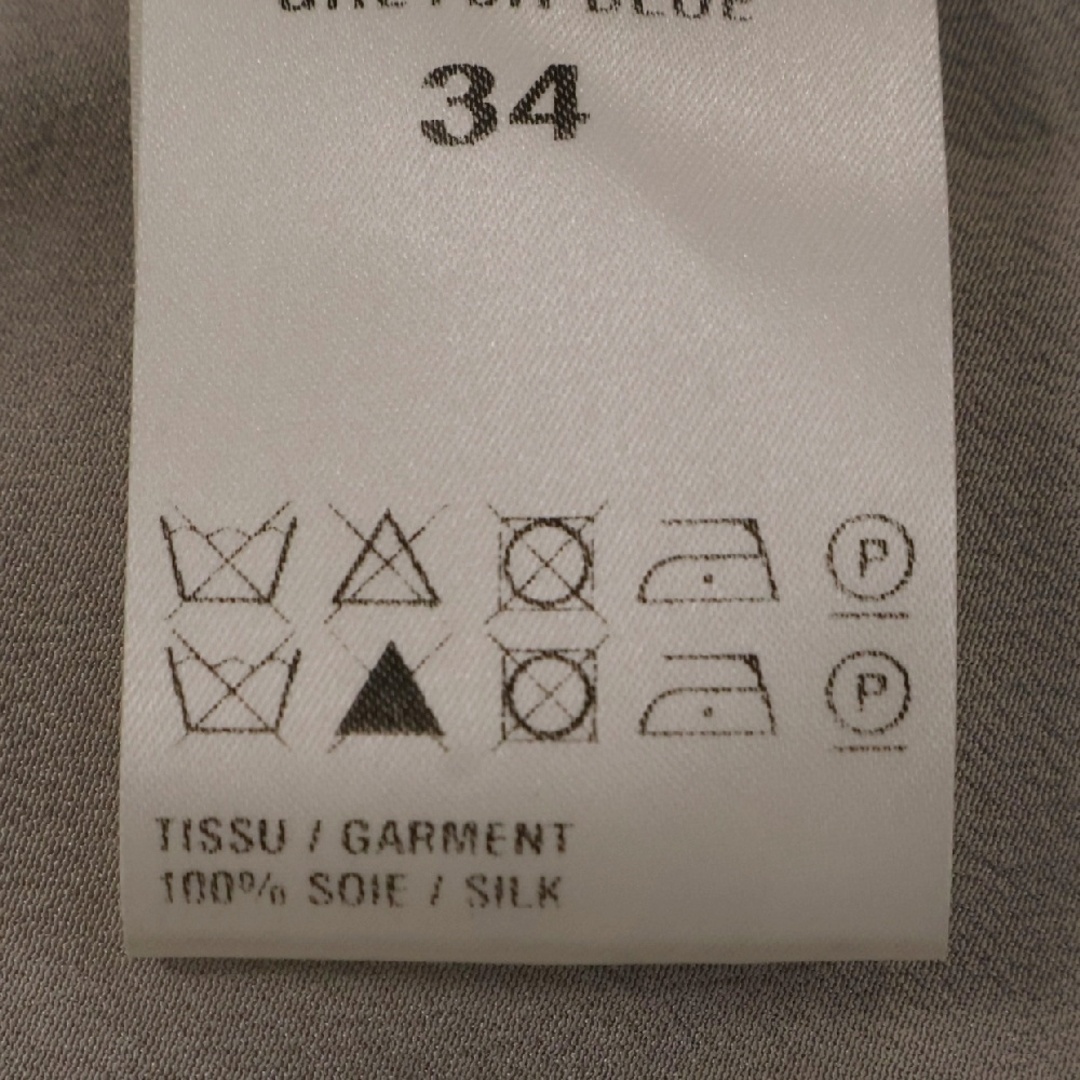 34
P
P
TISSU / GARMENT
100% SOIE / SILK